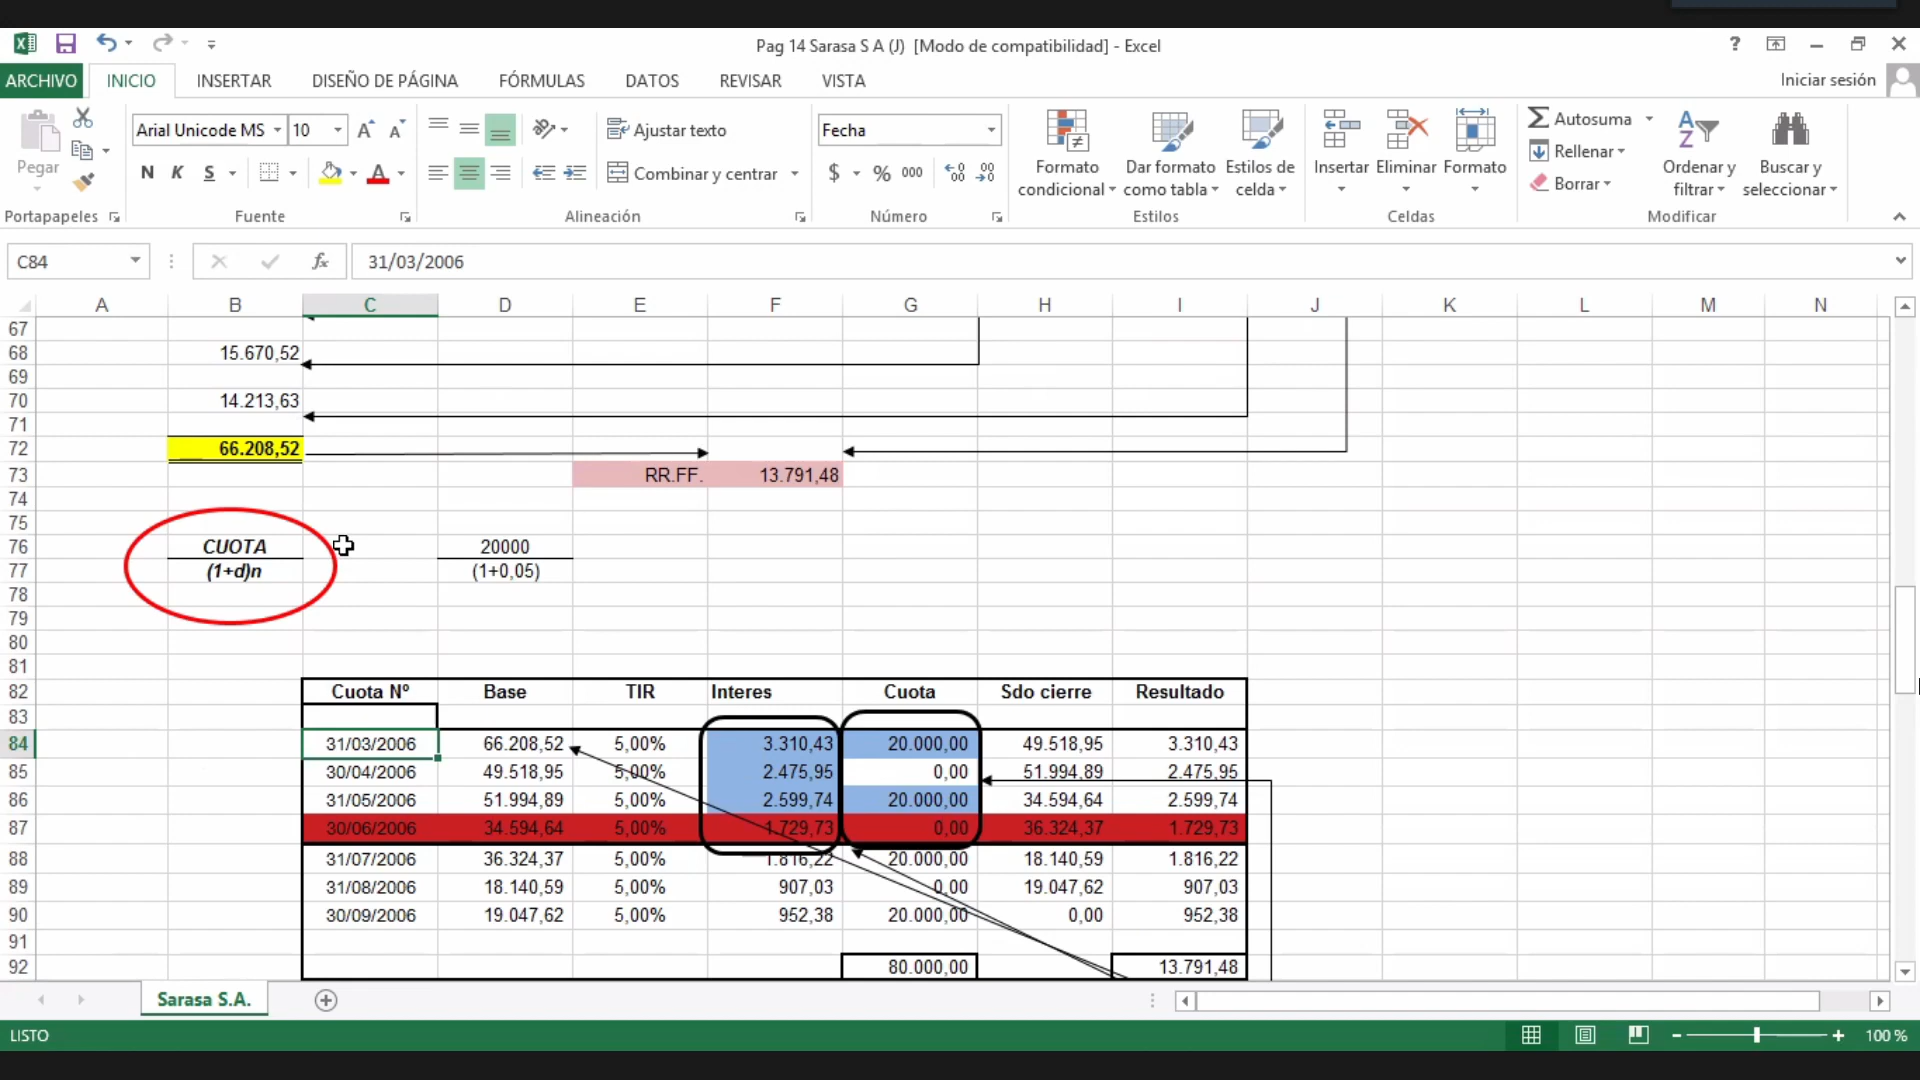 Pag 14 Sarasa S A (J) [Modo de compatibilidad] - Excel
ARCHIVO INICIO INSERTAR DISEÑO DE PÁGINA FÓRMULAS DATOS REVISAR VISTA Iniciar sesión
Pegar
Portapapeles
Arial Unicode MS 10
N K S
Fuente
Ajustar texto
Combinar y centrar
Alineación
Fecha
$ % 000
Número
Formato condicional
Dar formato como tabla
Estilos de celda
Estilos
Insertar Eliminar Formato
Celdas
Autosuma
Rellenar
Borrar
Ordenar y filtrar
Buscar y seleccionar
Modificar
C84 fx 31/03/2006
A B C D E F G H I J K L M N
67
68 15.670,52
69
70 14.213,63
71
72 66.208,52
73 RR.FF. 13.791,48
74
75
76 CUOTA 20000
77 (1+d)n (1+0,05)
78
79
80
81
82 Cuota Nº Base TIR Interes Cuota Sdo cierre Resultado
83
84 31/03/2006 66.208,52 5,00% 3.310,43 20.000,00 49.518,95 3.310,43
85 30/04/2006 49.518,95 5,00% 2.475,95 0,00 51.994,89 2.475,95
86 31/05/2006 51.994,89 5,00% 2.599,74 20.000,00 34.594,64 2.599,74
87 30/06/2006 34.594,64 5,00% 1.729,73 0,00 36.324,37 1.729,73
88 31/07/2006 36.324,37 5,00% 1.816,22 20.000,00 18.140,59 1.816,22
89 31/08/2006 18.140,59 5,00% 907,03 0,00 19.047,62 907,03
90 30/09/2006 19.047,62 5,00% 952,38 20.000,00 0,00 952,38
91
92 80.000,00 13.791,48
Sarasa S.A.
LISTO 100 %